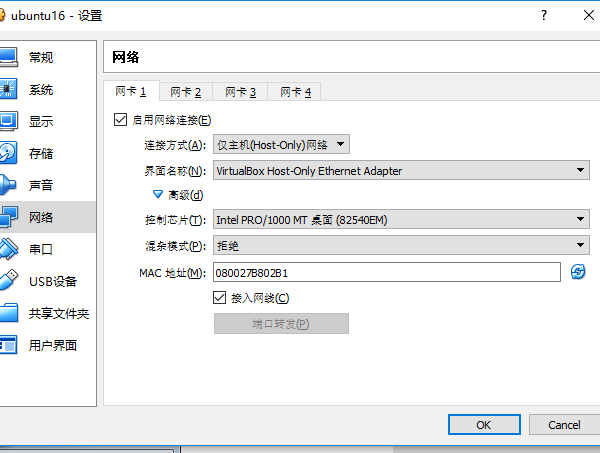 ubuntu16 - 设置
?
常规
系统
显示
存储
声音
网络
串口
USB设备
共享文件夹
用户界面
网络
网卡 1 网卡 2 网卡 3 网卡 4
启用网络连接(E)
连接方式(A): 仅主机(Host-Only)网络
界面名称(N): VirtualBox Host-Only Ethernet Adapter
高级(d)
控制芯片(T): Intel PRO/1000 MT 桌面 (82540EM)
混杂模式(P): 拒绝
MAC 地址(M): 080027B802B1
接入网线(C)
端口转发(P)
OK Cancel